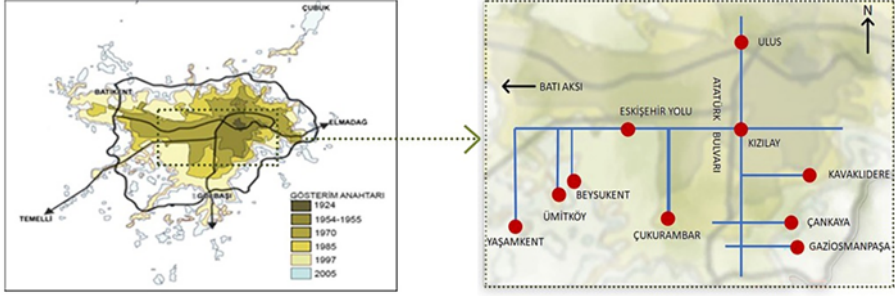 ÇUBUK
BATIKENT
ELMADAĞ
GÖLBAŞI
TEMELLİ
GÖSTERİM ANAHTARI
1924
1954-1955
1970
1985
1997
2005
N
ULUS
BATI AKSI
ATATÜRK BULVARI
ESKİŞEHİR YOLU
KIZILAY
KAVAKLIDERE
BEYSUKENT
ÜMİTKÖY
ÇUKURAMBAR
ÇANKAYA
YAŞAMKENT
GAZİOSMANPAŞA